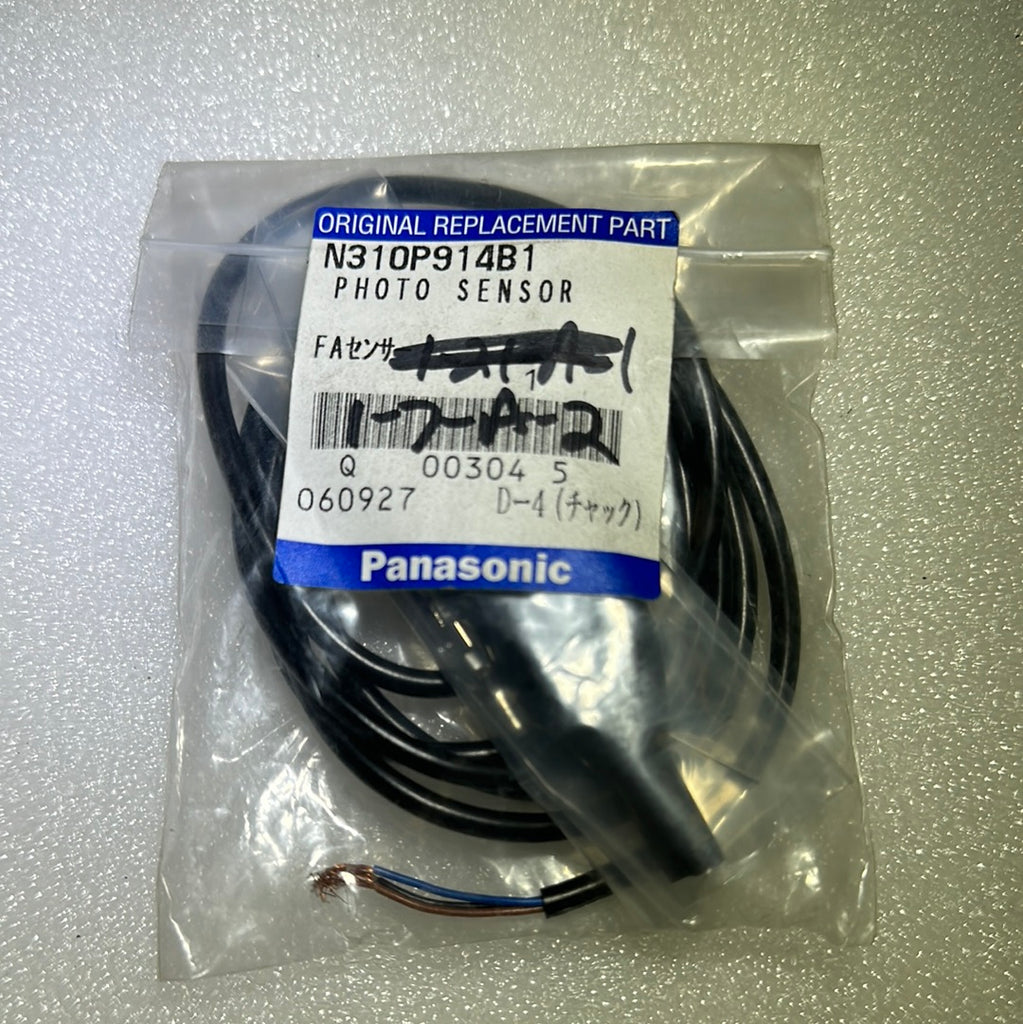 ORIGINAL REPLACEMENT PART
N310P914B1
PHOTO SENSOR
FAセンサ
1
1-7-A-2
Q 00304 5
060927 D-4 (チャック)
Panasonic